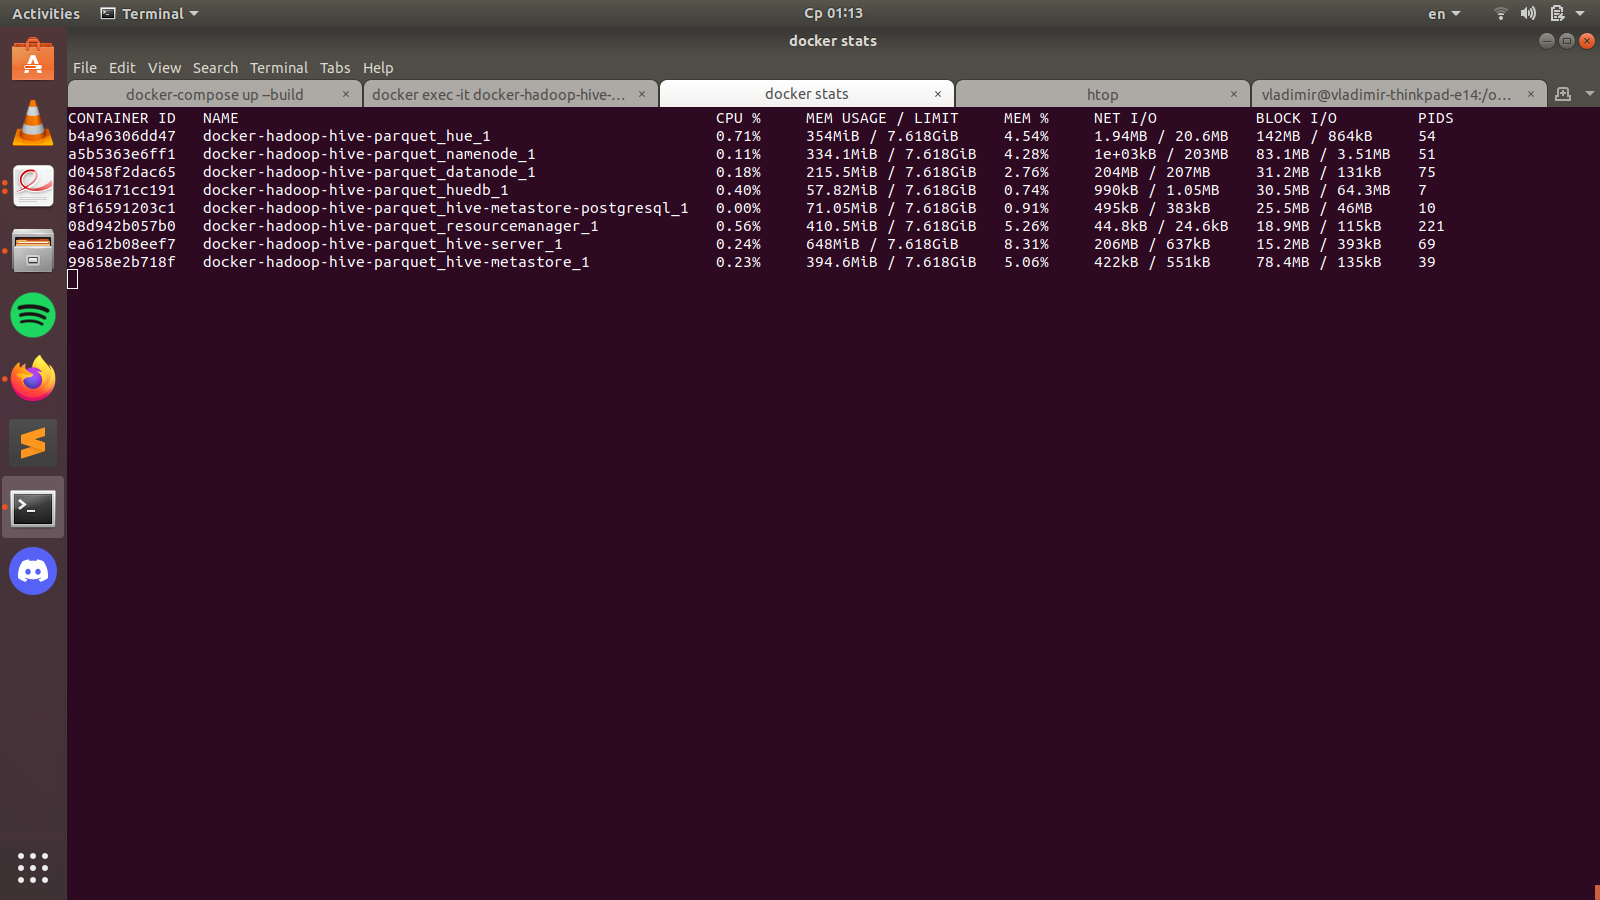 Activities Terminal Ср 01:13 en
docker stats
File Edit View Search Terminal Tabs Help
docker-compose up --build × docker exec -it docker-hadoop-hive-... × docker stats × htop × vladimir@vladimir-thinkpad-e14:/o... ×
CONTAINER ID NAME CPU % MEM USAGE / LIMIT MEM % NET I/O BLOCK I/O PIDS
b4a96306dd47 docker-hadoop-hive-parquet_hue_1 0.71% 354MiB / 7.618GiB 4.54% 1.94MB / 20.6MB 142MB / 864kB 54
a5b5363e6ff1 docker-hadoop-hive-parquet_namenode_1 0.11% 334.1MiB / 7.618GiB 4.28% 1e+03kB / 203MB 83.1MB / 3.51MB 51
d0458f2dac65 docker-hadoop-hive-parquet_datanode_1 0.18% 215.5MiB / 7.618GiB 2.76% 204MB / 207MB 31.2MB / 131kB 75
8646171cc191 docker-hadoop-hive-parquet_huedb_1 0.40% 57.82MiB / 7.618GiB 0.74% 990kB / 1.05MB 30.5MB / 64.3MB 7
8f16591203c1 docker-hadoop-hive-parquet_hive-metastore-postgresql_1 0.00% 71.05MiB / 7.618GiB 0.91% 495kB / 383kB 25.5MB / 46MB 10
08d942b057b0 docker-hadoop-hive-parquet_resourcemanager_1 0.56% 410.5MiB / 7.618GiB 5.26% 44.8kB / 24.6kB 18.9MB / 115kB 221
ea612b08eef7 docker-hadoop-hive-parquet_hive-server_1 0.24% 648MiB / 7.618GiB 8.31% 206MB / 637kB 15.2MB / 393kB 69
99858e2b718f docker-hadoop-hive-parquet_hive-metastore_1 0.23% 394.6MiB / 7.618GiB 5.06% 422kB / 551kB 78.4MB / 135kB 39